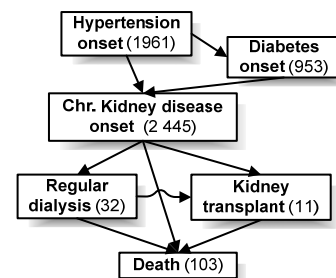 Hypertension
onset (1961)
Diabetes
onset (953)
Chr. Kidney disease
onset (2 445)
Regular
dialysis (32)
Kidney
transplant (11)
Death (103)